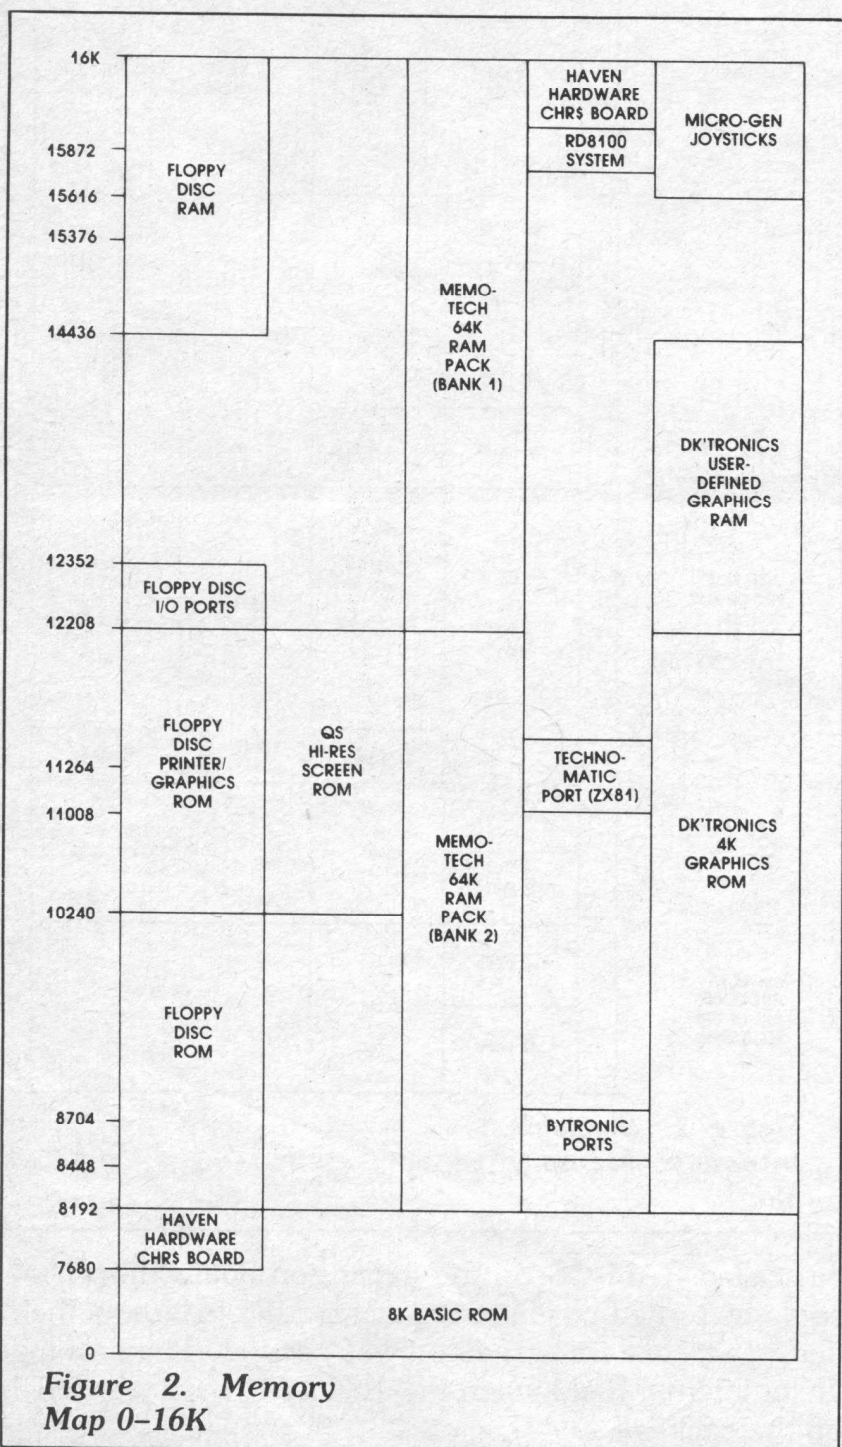 16K
15872
15616
15376
14436
12352
12208
11264
11008
10240
8704
8448
8192
7680
0
FLOPPY
DISC
RAM
FLOPPY DISC
I/O PORTS
FLOPPY
DISC
PRINTER/
GRAPHICS
ROM
FLOPPY
DISC
ROM
HAVEN
HARDWARE
CHR$ BOARD
QS
HI-RES
SCREEN
ROM
MEMO-
TECH
64K
RAM
PACK
(BANK 1)
MEMO-
TECH
64K
RAM
PACK
(BANK 2)
HAVEN
HARDWARE
CHR$ BOARD
RD8100
SYSTEM
TECHNO-
MATIC
PORT (ZX81)
BYTRONIC
PORTS
MICRO-GEN
JOYSTICKS
DK'TRONICS
USER-
DEFINED
GRAPHICS
RAM
DK'TRONICS
4K
GRAPHICS
ROM
8K BASIC ROM
Figure 2. Memory
Map 0–16K